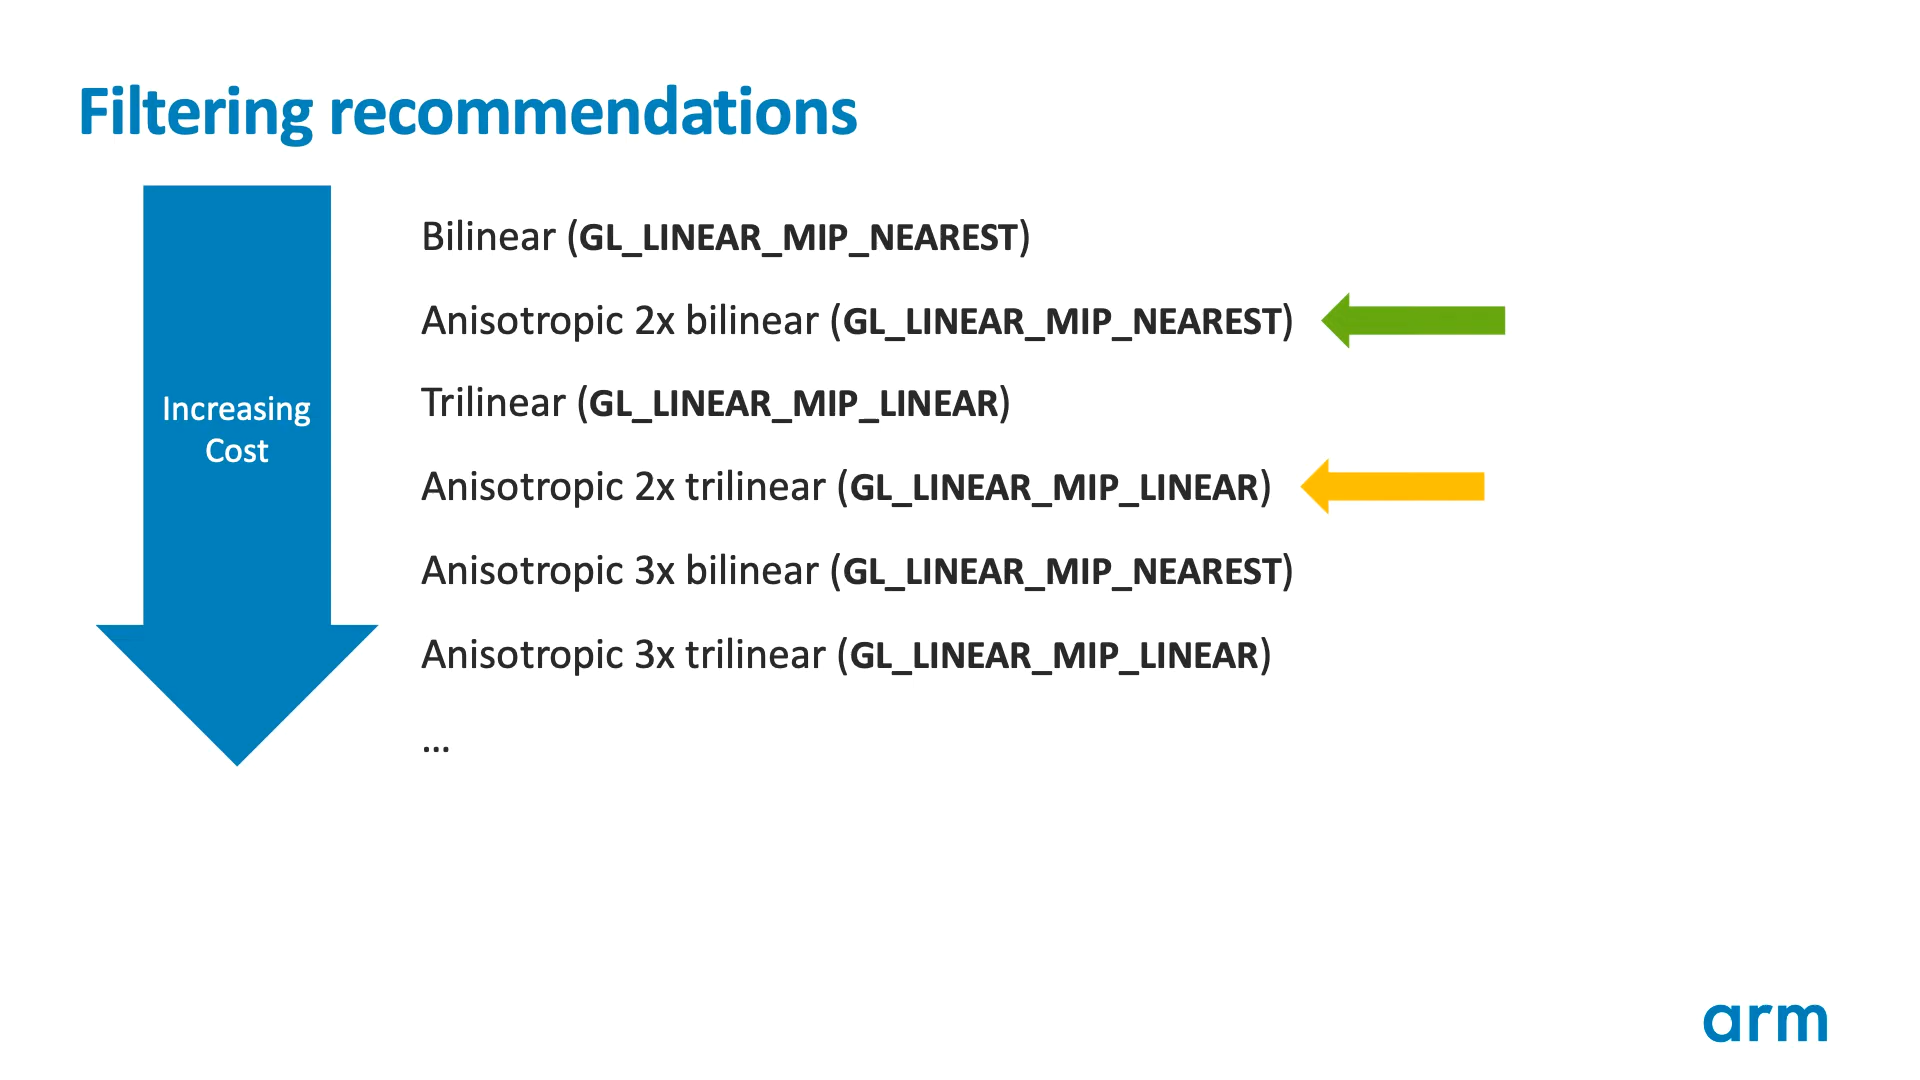 Filtering recommendations
Increasing
Cost
Bilinear (GL_LINEAR_MIP_NEAREST)
Anisotropic 2x bilinear (GL_LINEAR_MIP_NEAREST)
Trilinear (GL_LINEAR_MIP_LINEAR)
Anisotropic 2x trilinear (GL_LINEAR_MIP_LINEAR)
Anisotropic 3x bilinear (GL_LINEAR_MIP_NEAREST)
Anisotropic 3x trilinear (GL_LINEAR_MIP_LINEAR)
...
arm